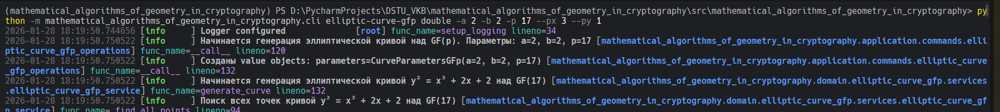 (mathematical_algorithms_of_geometry_in_cryptography) PS D:\PycharmProjects\DSTU_VKB\mathematical_algorithms_of_geometry_in_cryptography\src\mathematical_algorithms_of_geometry_in_cryptography> py
thon -m mathematical_algorithms_of_geometry_in_cryptography.cli elliptic-curve-gfp double -a 2 -b 2 -p 17 --px 3 --py 1
2026-01-28 18:19:50.744656 [info     ] Logger configured              [root] func_name=setup_logging lineno=34
2026-01-28 18:19:50.750522 [info     ] Начинается генерация эллиптической кривой над GF(p). Параметры: a=2, b=2, p=17 [mathematical_algorithms_of_geometry_in_cryptography.application.commands.elli
ptic_curve_gfp_operations] func_name=__call__ lineno=120
2026-01-28 18:19:50.750522 [info     ] Созданы value objects: parameters=CurveParametersGFp(a=2, b=2, p=17) [mathematical_algorithms_of_geometry_in_cryptography.application.commands.elliptic_curve
_gfp_operations] func_name=__call__ lineno=132
2026-01-28 18:19:50.750522 [info     ] Начинается генерация эллиптической кривой y² = x³ + 2x + 2 над GF(17) [mathematical_algorithms_of_geometry_in_cryptography.domain.elliptic_curve_gfp.services
.elliptic_curve_gfp_service] func_name=generate_curve lineno=132
2026-01-28 18:19:50.750522 [info     ] Поиск всех точек кривой y² = x³ + 2x + 2 над GF(17) [mathematical_algorithms_of_geometry_in_cryptography.domain.elliptic_curve_gfp.services.elliptic_curve_gf
p_service] func_name=_find_all_points lineno=94